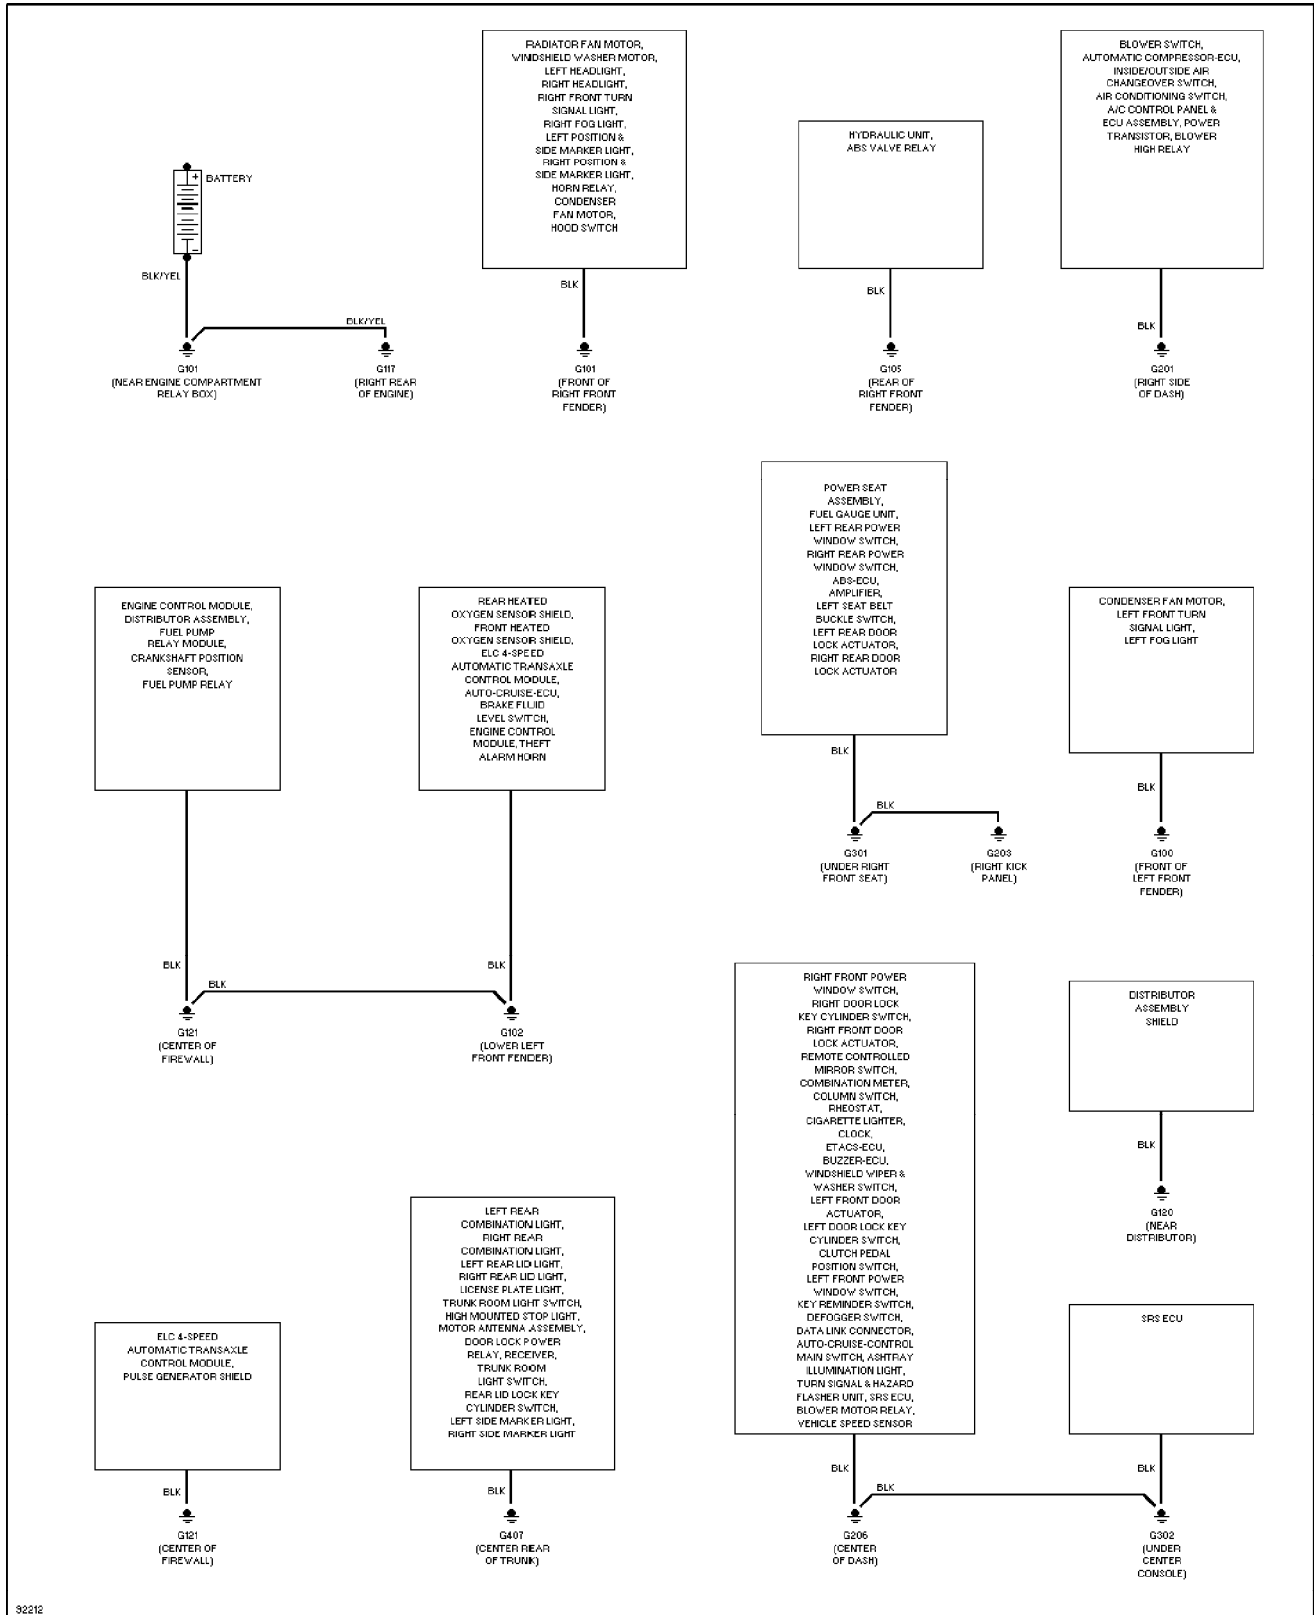 RADIATOR FAN MOTOR,
WINDSHIELD WASHER MOTOR,
LEFT HEADLIGHT,
RIGHT HEADLIGHT,
RIGHT FRONT TURN
SIGNAL LIGHT,
RIGHT FOG LIGHT,
LEFT POSITION &
SIDE MARKER LIGHT,
RIGHT POSITION &
SIDE MARKER LIGHT,
HORN RELAY,
CONDENSER
FAN MOTOR,
HOOD SWITCH
BLOWER SWITCH,
AUTOMATIC COMPRESSOR-ECU,
INSIDE/OUTSIDE AIR
CHANGEOVER SWITCH,
AIR CONDITIONING SWITCH,
A/C CONTROL PANEL &
ECU ASSEMBLY, POWER
TRANSISTOR, BLOWER
HIGH RELAY
HYDRAULIC UNIT,
ABS VALVE RELAY
+
BATTERY
-
BLK/YEL
BLK/YEL
BLK
BLK
BLK
G101
(NEAR ENGINE COMPARTMENT
RELAY BOX)
G117
(RIGHT REAR
OF ENGINE)
G101
(FRONT OF
RIGHT FRONT
FENDER)
G105
(REAR OF
RIGHT FRONT
FENDER)
G201
(RIGHT SIDE
OF DASH)
POWER SEAT
ASSEMBLY,
FUEL GAUGE UNIT,
LEFT REAR POWER
WINDOW SWITCH,
RIGHT REAR POWER
WINDOW SWITCH,
ABS-ECU,
AMPLIFIER,
LEFT SEAT BELT
BUCKLE SWITCH,
LEFT REAR DOOR
LOCK ACTUATOR,
RIGHT REAR DOOR
LOCK ACTUATOR
ENGINE CONTROL MODULE,
DISTRIBUTOR ASSEMBLY,
FUEL PUMP
RELAY MODULE,
CRANKSHAFT POSITION
SENSOR,
FUEL PUMP RELAY
REAR HEATED
OXYGEN SENSOR SHIELD,
FRONT HEATED
OXYGEN SENSOR SHIELD,
ELC 4-SPEED
AUTOMATIC TRANSAXLE
CONTROL MODULE,
AUTO-CRUISE-ECU,
BRAKE FLUID
LEVEL SWITCH,
ENGINE CONTROL
MODULE, THEFT
ALARM HORN
CONDENSER FAN MOTOR,
LEFT FRONT TURN
SIGNAL LIGHT,
LEFT FOG LIGHT
BLK
BLK
BLK
G301
(UNDER RIGHT
FRONT SEAT)
G203
(RIGHT KICK
PANEL)
G100
(FRONT OF
LEFT FRONT
FENDER)
BLK
BLK
BLK
G121
(CENTER OF
FIREWALL)
G102
(LOWER LEFT
FRONT FENDER)
RIGHT FRONT POWER
WINDOW SWITCH,
RIGHT DOOR LOCK
KEY CYLINDER SWITCH,
RIGHT FRONT DOOR
LOCK ACTUATOR,
REMOTE CONTROLLED
MIRROR SWITCH,
COMBINATION METER,
COLUMN SWITCH,
RHEOSTAT,
CIGARETTE LIGHTER,
CLOCK,
ETACS-ECU,
BUZZER-ECU,
WINDSHIELD WIPER &
WASHER SWITCH,
LEFT FRONT DOOR
ACTUATOR,
LEFT DOOR LOCK KEY
CYLINDER SWITCH,
CLUTCH PEDAL
POSITION SWITCH,
LEFT FRONT POWER
WINDOW SWITCH,
KEY REMINDER SWITCH,
DEFOGGER SWITCH,
DATA LINK CONNECTOR,
AUTO-CRUISE-CONTROL
MAIN SWITCH, ASHTRAY
ILLUMINATION LIGHT,
TURN SIGNAL & HAZARD
FLASHER UNIT, SRS ECU,
BLOWER MOTOR RELAY,
VEHICLE SPEED SENSOR
DISTRIBUTOR
ASSEMBLY
SHIELD
BLK
G120
(NEAR
DISTRIBUTOR)
LEFT REAR
COMBINATION LIGHT,
RIGHT REAR
COMBINATION LIGHT,
LEFT REAR LID LIGHT,
RIGHT REAR LID LIGHT,
LICENSE PLATE LIGHT,
TRUNK ROOM LIGHT SWITCH,
HIGH MOUNTED STOP LIGHT,
MOTOR ANTENNA ASSEMBLY,
DOOR LOCK POWER
RELAY, RECEIVER,
TRUNK ROOM
LIGHT SWITCH,
REAR LID LOCK KEY
CYLINDER SWITCH,
LEFT SIDE MARKER LIGHT,
RIGHT SIDE MARKER LIGHT
ELC 4-SPEED
AUTOMATIC TRANSAXLE
CONTROL MODULE,
PULSE GENERATOR SHIELD
SRS ECU
BLK
BLK
BLK
BLK
BLK
G121
(CENTER OF
FIREWALL)
G407
(CENTER REAR
OF TRUNK)
G206
(CENTER
OF DASH)
G302
(UNDER
CENTER
CONSOLE)
92212